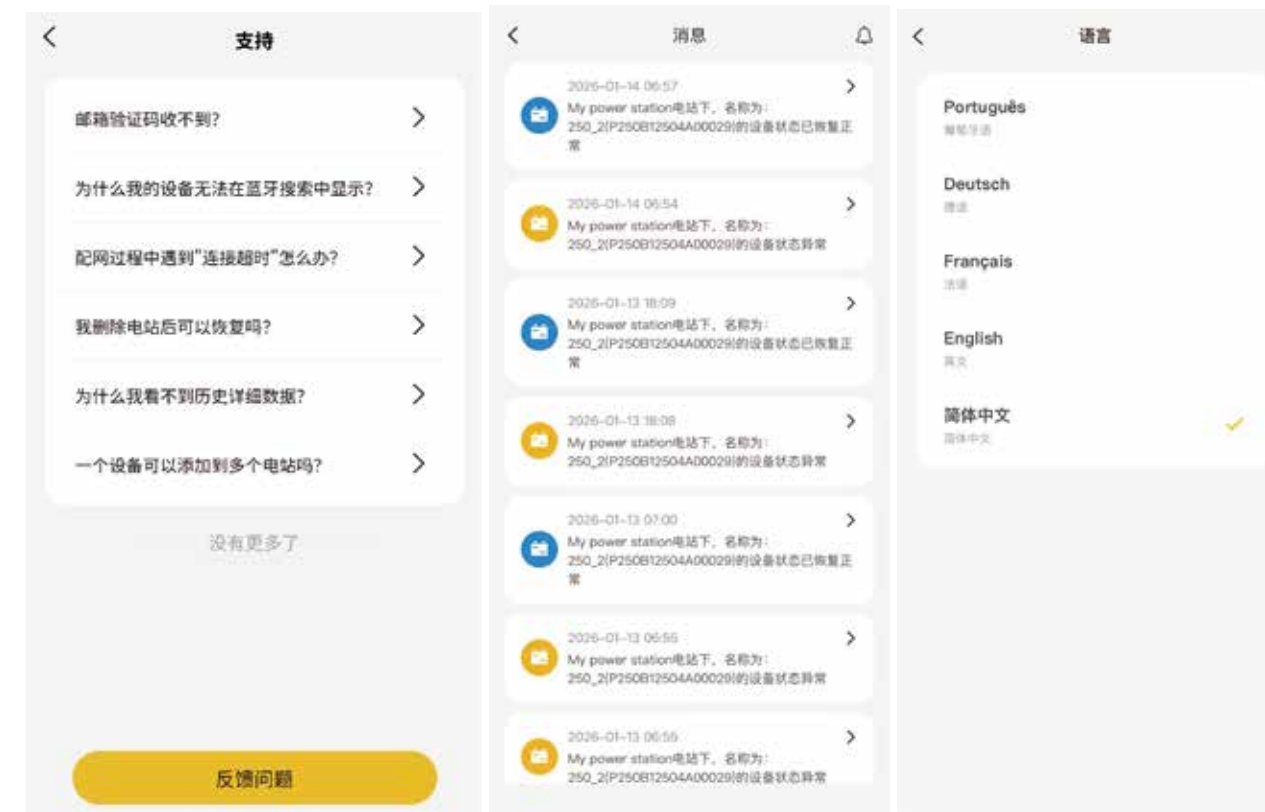 支持
邮箱验证码收不到?
为什么我的设备无法在蓝牙搜索中显示?
配网过程中遇到"连接超时"怎么办?
我删除电站后可以恢复吗?
为什么我看不到历史详细数据?
一个设备可以添加到多个电站吗?
没有更多了
反馈问题
消息
2026-01-14 06:57
My power station电站下，名称为：
250_2(P250B12504A00029)的设备状态已恢复正
常
2026-01-14 06:54
My power station电站下，名称为：
250_2(P250B12504A00029)的设备状态异常
2026-01-13 18:09
My power station电站下，名称为：
250_2(P250B12504A00029)的设备状态已恢复正
常
2026-01-13 18:08
My power station电站下，名称为：
250_2(P250B12504A00029)的设备状态异常
2026-01-13 07:00
My power station电站下，名称为：
250_2(P250B12504A00029)的设备状态已恢复正
常
2026-01-13 06:55
My power station电站下，名称为：
250_2(P250B12504A00029)的设备状态异常
2026-01-13 06:55
My power station电站下，名称为：
250_2(P250B12504A00029)的设备状态异常
语言
Português
葡萄牙语
Deutsch
德语
Français
法语
English
英文
简体中文
简体中文